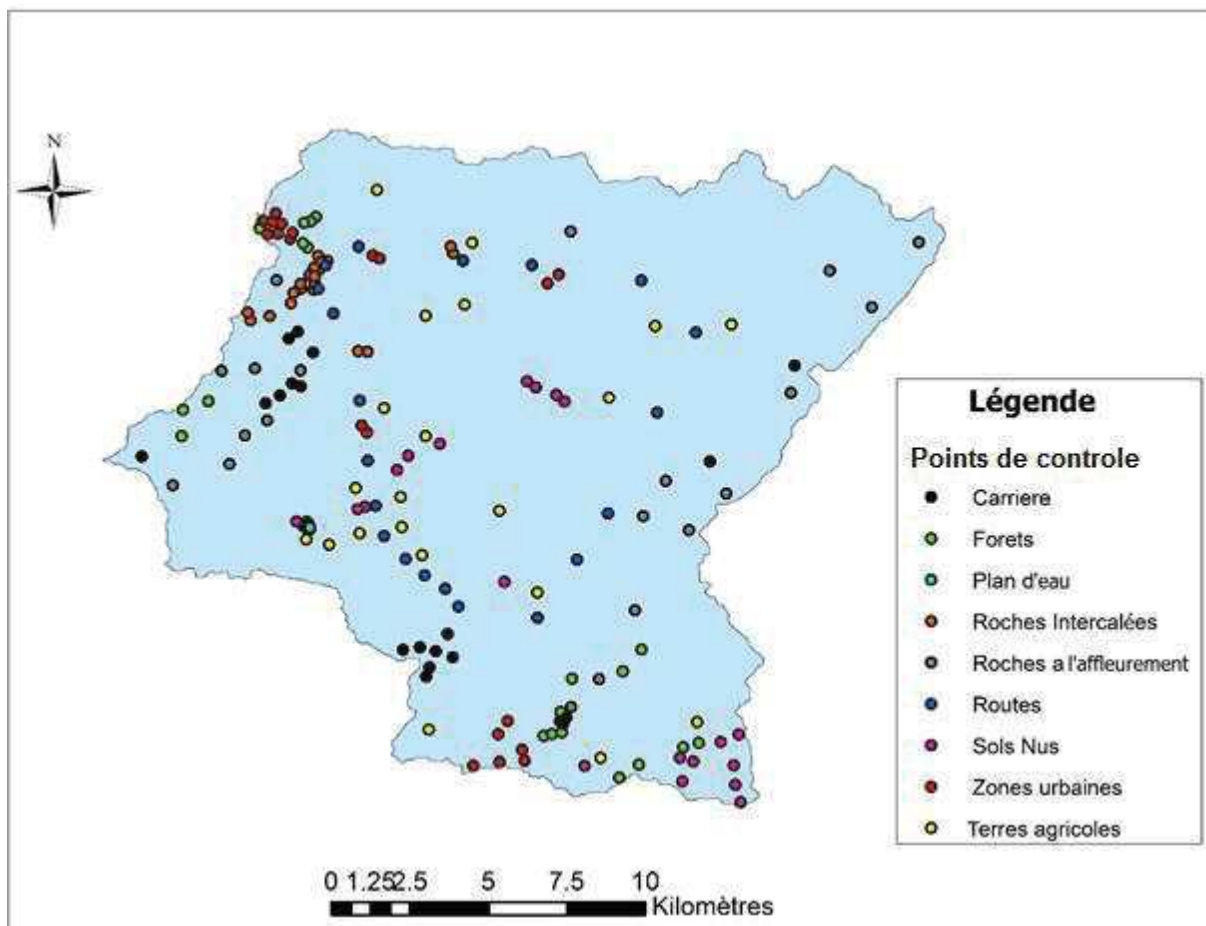 N
Légende
Points de controle
Carriere
Forets
Plan d'eau
Roches Intercalées
Roches a l'affleurement
Routes
Sols Nus
Zones urbaines
Terres agricoles
0 1.25 2.5 5 7.5 10
Kilomètres